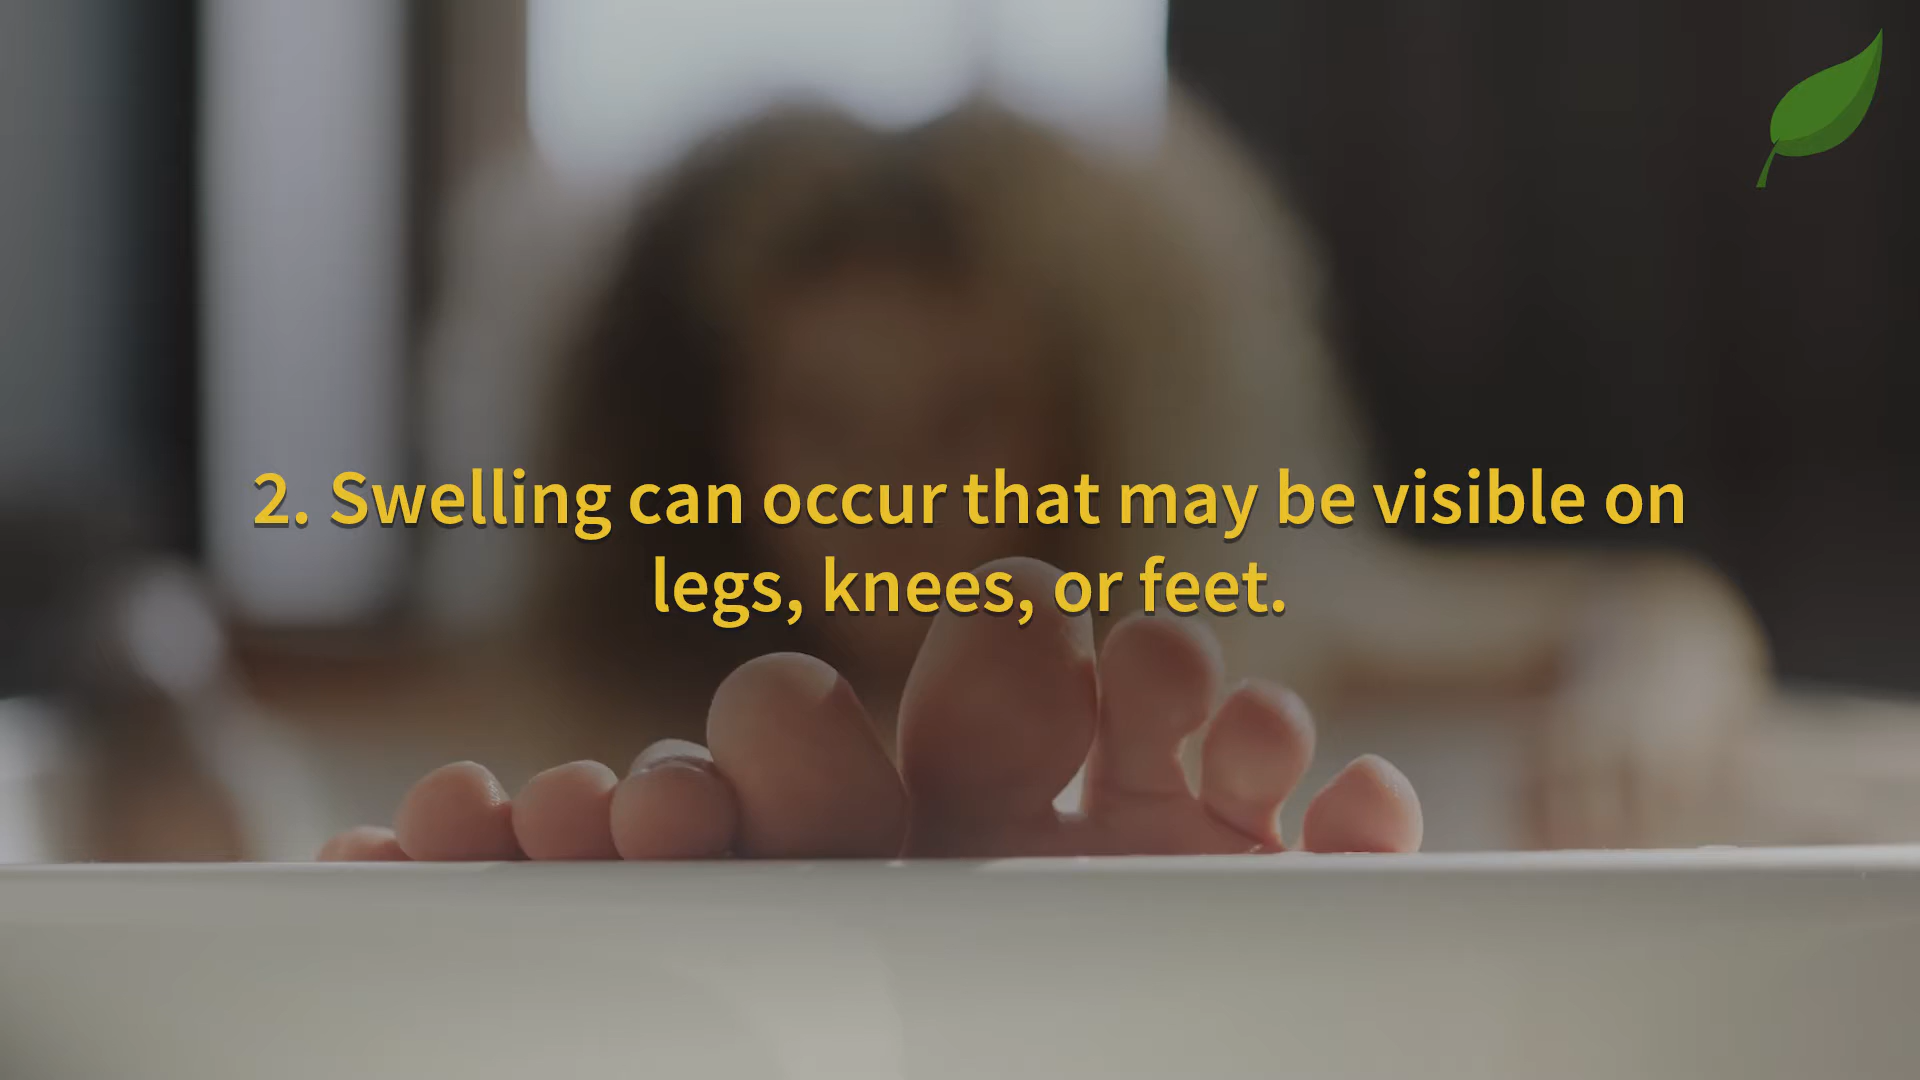 2. Swelling can occur that may be visible on
legs, knees, or feet.